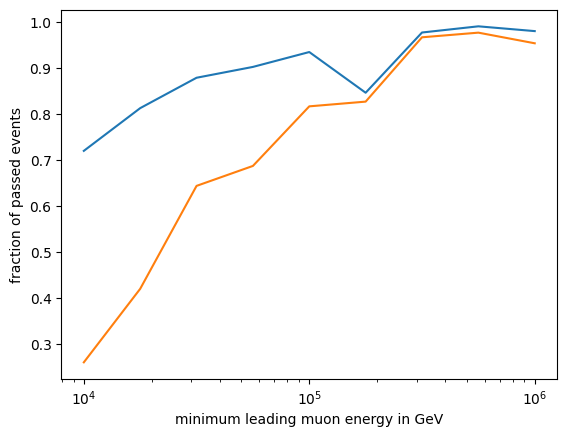 fraction of passed events
1.0
0.9
0.8
0.7
0.6
0.5
0.4
0.3
10⁴ 10⁵ 10⁶
minimum leading muon energy in GeV